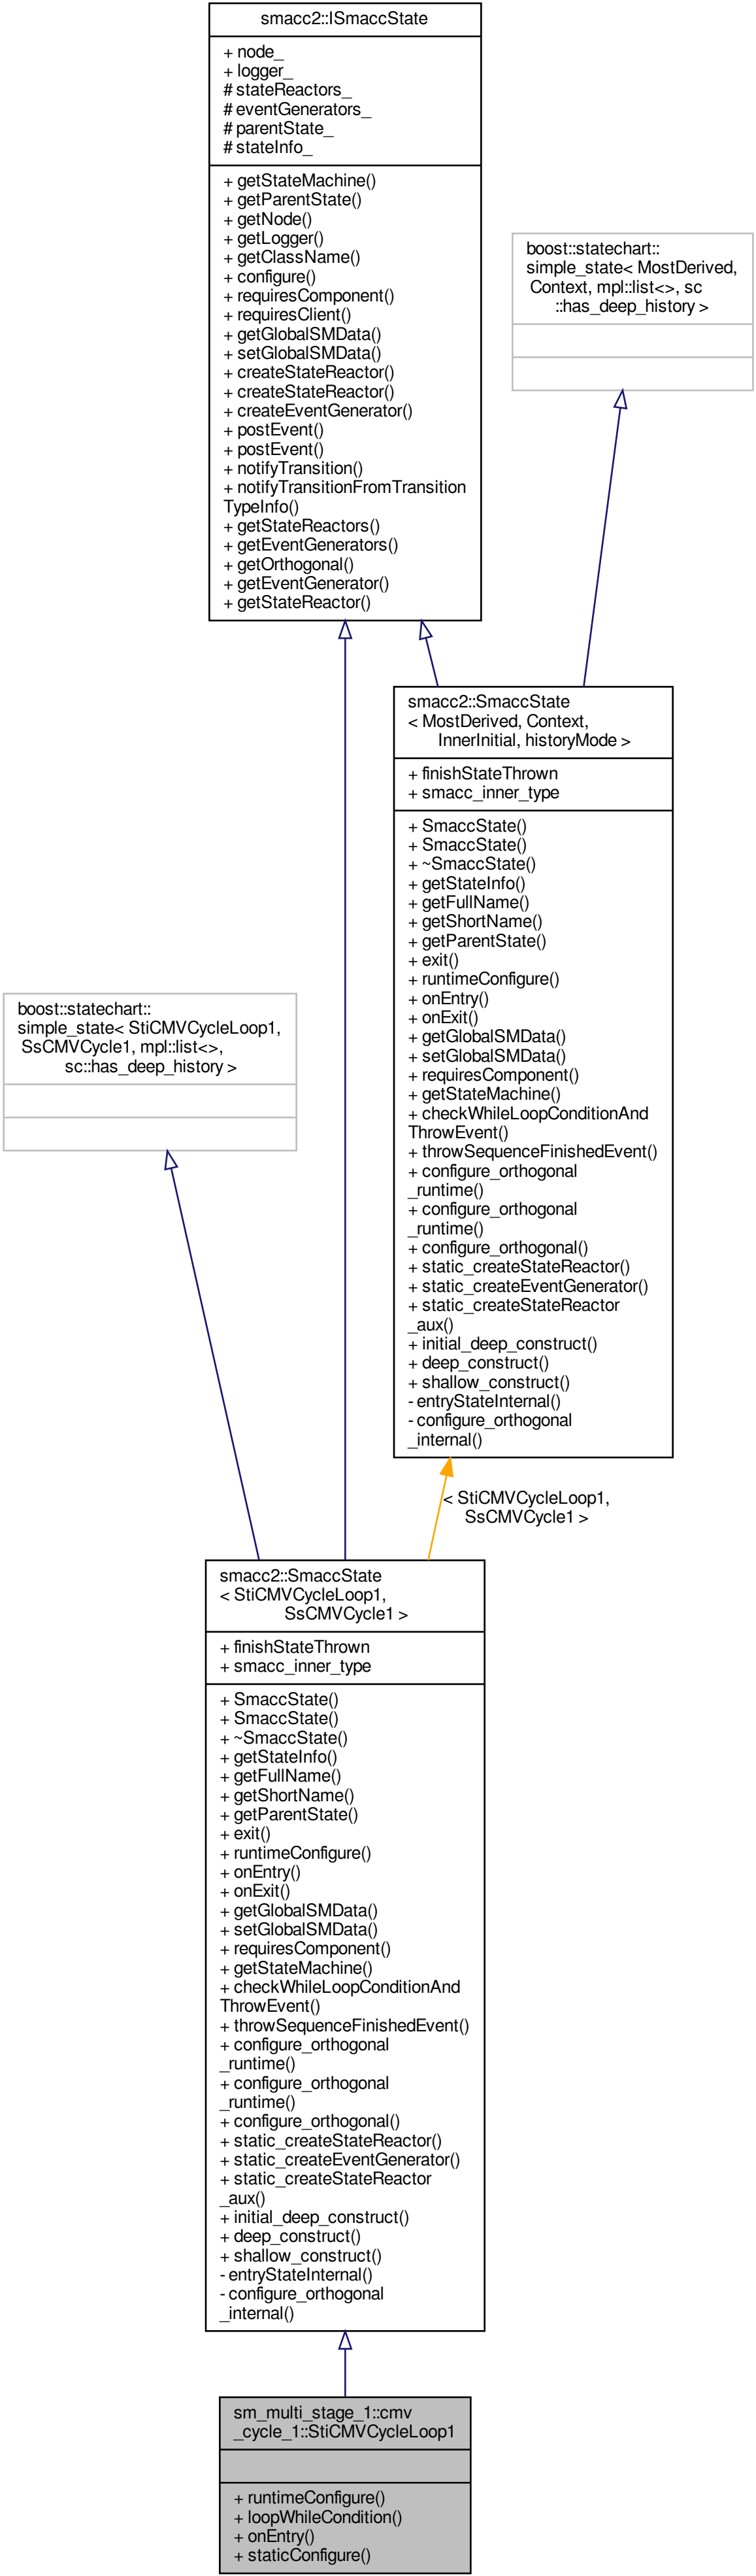 smacc2::ISmaccState
+ node_
+ logger_
# stateReactors_
# eventGenerators_
# parentState_
# stateInfo_
+ getStateMachine()
+ getParentState()
+ getNode()
+ getLogger()
+ getClassName()
+ configure()
+ requiresComponent()
+ requiresClient()
+ getGlobalSMData()
+ setGlobalSMData()
+ createStateReactor()
+ createStateReactor()
+ createEventGenerator()
+ postEvent()
+ postEvent()
+ notifyTransition()
+ notifyTransitionFromTransition
TypeInfo()
+ getStateReactors()
+ getEventGenerators()
+ getOrthogonal()
+ getEventGenerator()
+ getStateReactor()
boost::statechart::
simple_state< MostDerived,
Context, mpl::list<>, sc
::has_deep_history >
smacc2::SmaccState
< MostDerived, Context,
InnerInitial, historyMode >
+ finishStateThrown
+ smacc_inner_type
+ SmaccState()
+ SmaccState()
+ ~SmaccState()
+ getStateInfo()
+ getFullName()
+ getShortName()
+ getParentState()
+ exit()
+ runtimeConfigure()
+ onEntry()
+ onExit()
+ getGlobalSMData()
+ setGlobalSMData()
+ requiresComponent()
+ getStateMachine()
+ checkWhileLoopConditionAnd
ThrowEvent()
+ throwSequenceFinishedEvent()
+ configure_orthogonal
_runtime()
+ configure_orthogonal
_runtime()
+ configure_orthogonal()
+ static_createStateReactor()
+ static_createEventGenerator()
+ static_createStateReactor
_aux()
+ initial_deep_construct()
+ deep_construct()
+ shallow_construct()
- entryStateInternal()
- configure_orthogonal
_internal()
boost::statechart::
simple_state< StiCMVCycleLoop1,
SsCMVCycle1, mpl::list<>,
sc::has_deep_history >
< StiCMVCycleLoop1,
SsCMVCycle1 >
smacc2::SmaccState
< StiCMVCycleLoop1,
SsCMVCycle1 >
+ finishStateThrown
+ smacc_inner_type
+ SmaccState()
+ SmaccState()
+ ~SmaccState()
+ getStateInfo()
+ getFullName()
+ getShortName()
+ getParentState()
+ exit()
+ runtimeConfigure()
+ onEntry()
+ onExit()
+ getGlobalSMData()
+ setGlobalSMData()
+ requiresComponent()
+ getStateMachine()
+ checkWhileLoopConditionAnd
ThrowEvent()
+ throwSequenceFinishedEvent()
+ configure_orthogonal
_runtime()
+ configure_orthogonal
_runtime()
+ configure_orthogonal()
+ static_createStateReactor()
+ static_createEventGenerator()
+ static_createStateReactor
_aux()
+ initial_deep_construct()
+ deep_construct()
+ shallow_construct()
- entryStateInternal()
- configure_orthogonal
_internal()
sm_multi_stage_1::cmv
_cycle_1::StiCMVCycleLoop1
+ runtimeConfigure()
+ loopWhileCondition()
+ onEntry()
+ staticConfigure()